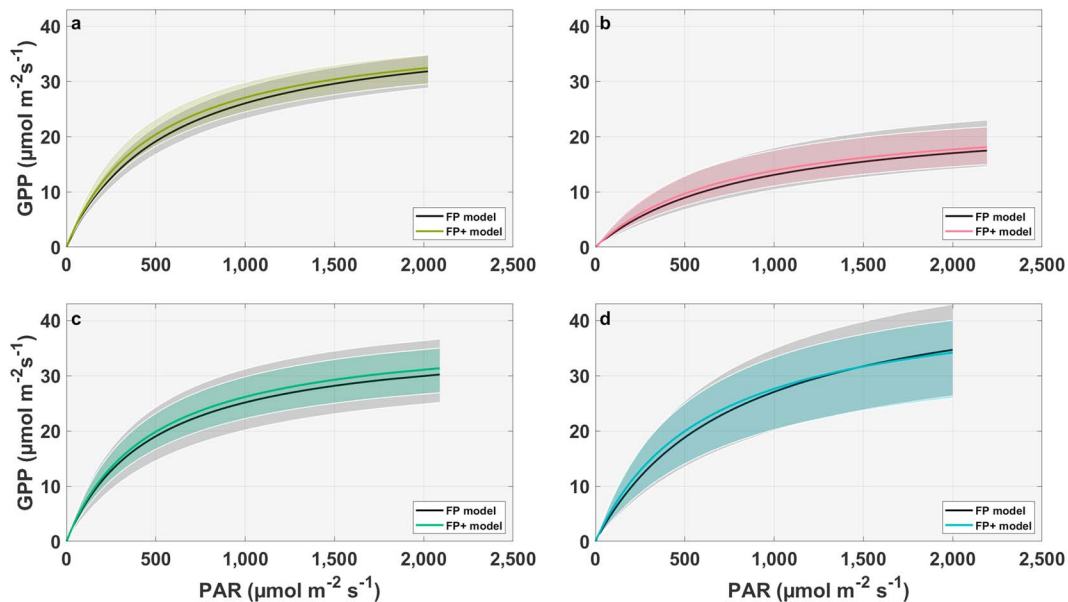 a
40
30
20
10
0
GPP (μmol m-2s-1)
FP model
FP+ model
0 500 1,000 1,500 2,000 2,500
b
40
30
20
10
0
FP model
FP+ model
0 500 1,000 1,500 2,000 2,500
c
40
30
20
10
0
GPP (μmol m-2s-1)
FP model
FP+ model
0 500 1,000 1,500 2,000 2,500
PAR (μmol m-2 s-1)
d
40
30
20
10
0
FP model
FP+ model
0 500 1,000 1,500 2,000 2,500
PAR (μmol m-2 s-1)